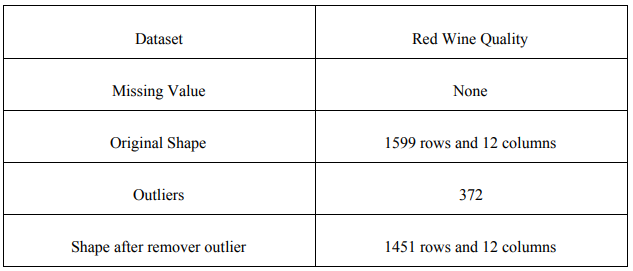 Dataset Red Wine Quality
Missing Value None
Original Shape 1599 rows and 12 columns
Outliers 372
Shape after remover outlier 1451 rows and 12 columns